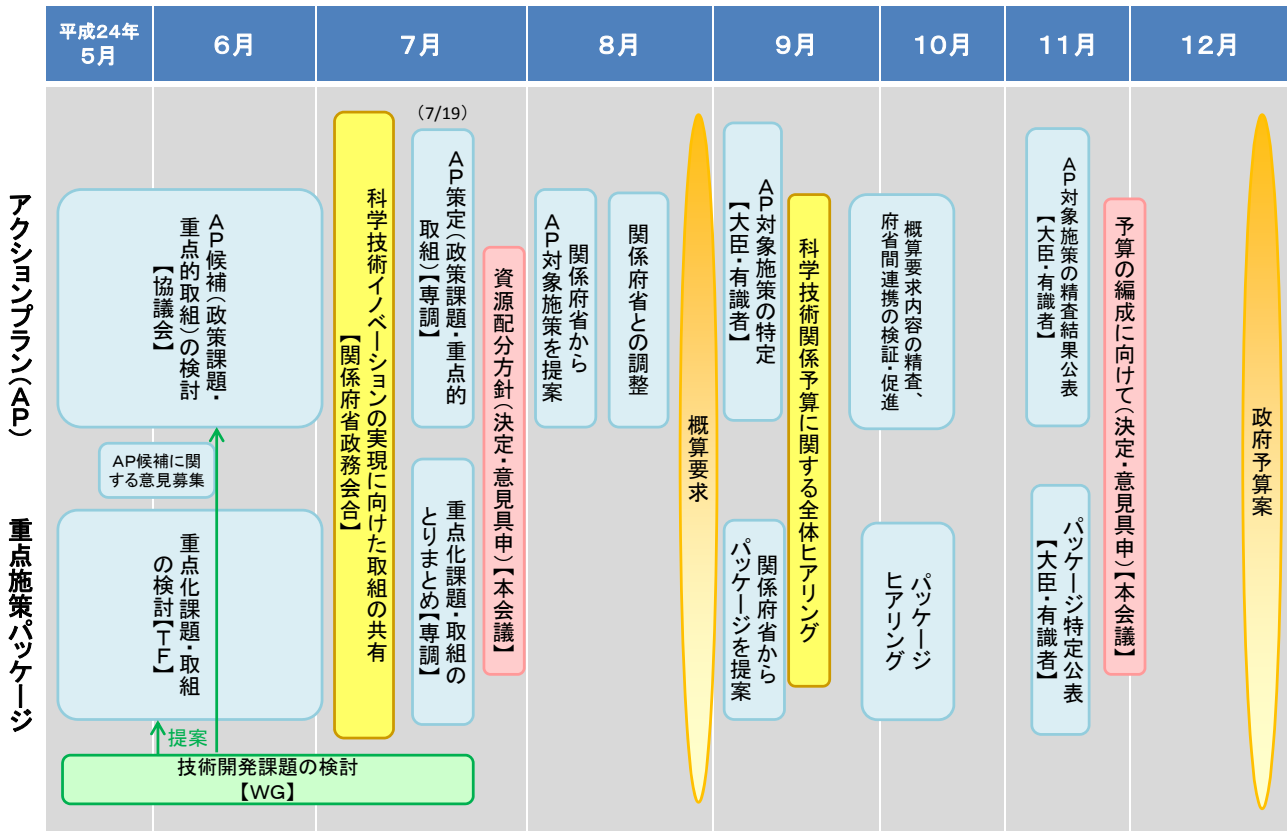 平成24年
5月
6月
7月
8月
9月
10月
11月
12月
アクションプラン(AP)
重点施策パッケージ
AP候補(政策課題・
重点的取組)の検討
【協議会】
AP候補に関
する意見募集
重点化課題・取組
の検討【TF】
提案
技術開発課題の検討
【WG】
科学技術イノベーションの実現に向けた取組の共有
【関係府省政務会合】
(7/19)
AP策定(政策課題・重点的
取組)【専調】
重点化課題・取組の
とりまとめ【専調】
資源配分方針(決定・意見具申)【本会議】
関係府省から
AP対象施策を提案
関係府省との調整
概算要求
AP対象施策の特定
【大臣・有識者】
関係府省から
パッケージを提案
科学技術関係予算に関する全体ヒアリング
概算要求内容の精査、
府省間連携の検証・促進
パッケージ
ヒアリング
AP対象施策の精査結果公表
【大臣・有識者】
パッケージ特定公表
【大臣・有識者】
予算の編成に向けて(決定・意見具申)【本会議】
政府予算案